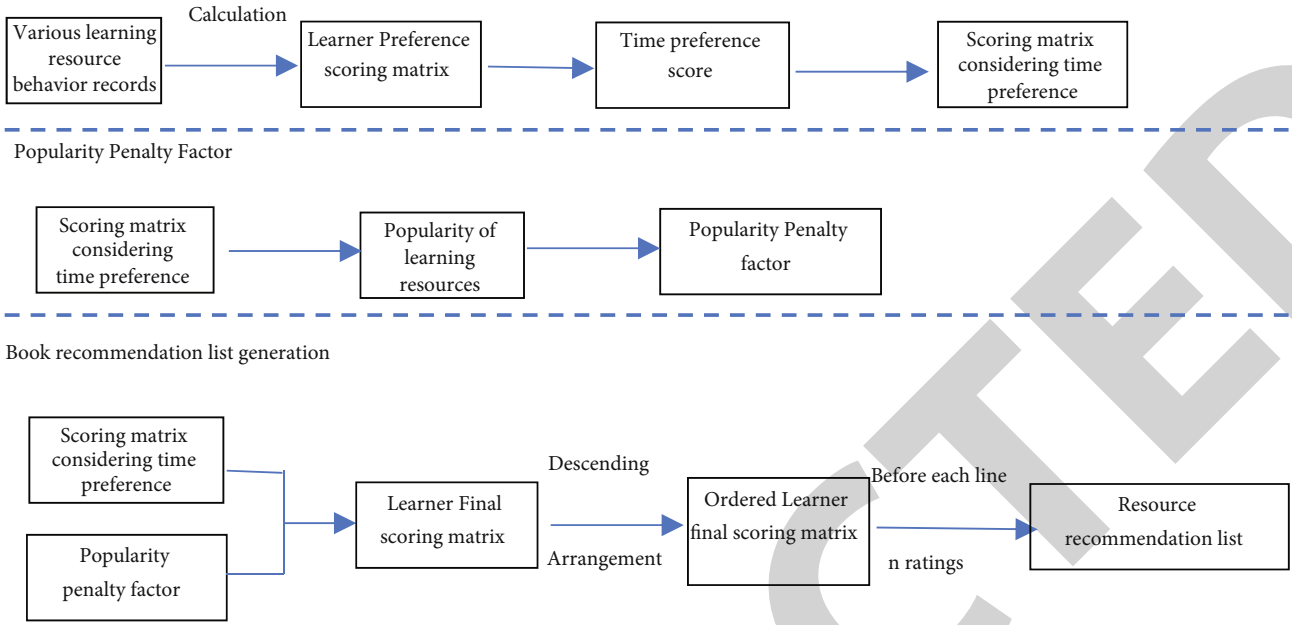 Calculation
Various learning
resource
behavior records
Learner Preference
scoring matrix
Time preference
score
Scoring matrix
considering time
preference
Popularity Penalty Factor
Scoring matrix
considering
time preference
Popularity of
learning
resources
Popularity Penalty
factor
Book recommendation list generation
Scoring matrix
considering time
preference
Popularity
penalty factor
Learner Final
scoring matrix
Descending
Arrangement
Ordered Learner
final scoring matrix
Before each line
n ratings
Resource
recommendation list
CTED